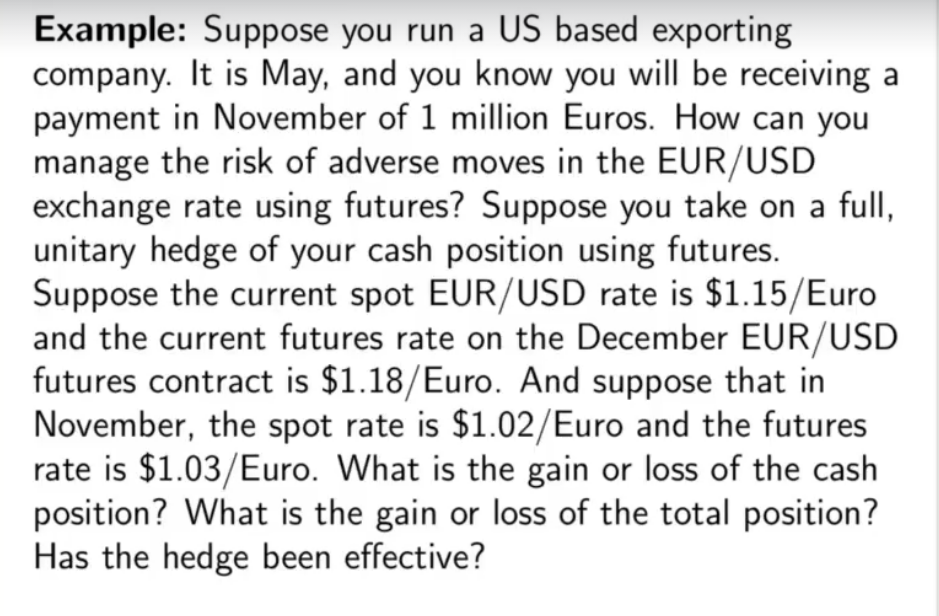 Example: Suppose you run a US based exporting
company. It is May, and you know you will be receiving a
payment in November of 1 million Euros. How can you
manage the risk of adverse moves in the EUR/USD
exchange rate using futures? Suppose you take on a full,
unitary hedge of your cash position using futures.
Suppose the current spot EUR/USD rate is $1.15/Euro
and the current futures rate on the December EUR/USD
futures contract is $1.18/Euro. And suppose that in
November, the spot rate is $1.02/Euro and the futures
rate is $1.03/Euro. What is the gain or loss of the cash
position? What is the gain or loss of the total position?
Has the hedge been effective?